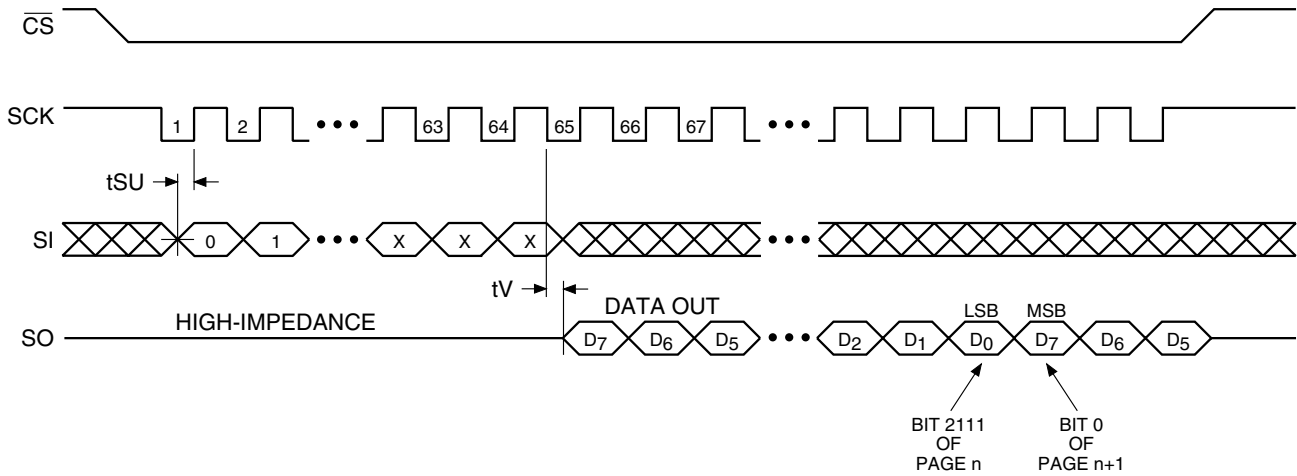 CS
SCK
1 2 ••• 63 64 65 66 67 •••
tSU
SI
0 1 ••• X X X •••
tV
DATA OUT
HIGH-IMPEDANCE
LSB MSB
SO
D7 D6 D5 ••• D2 D1 D0 D7 D6 D5
BIT 2111
OF
PAGE n
BIT 0
OF
PAGE n+1